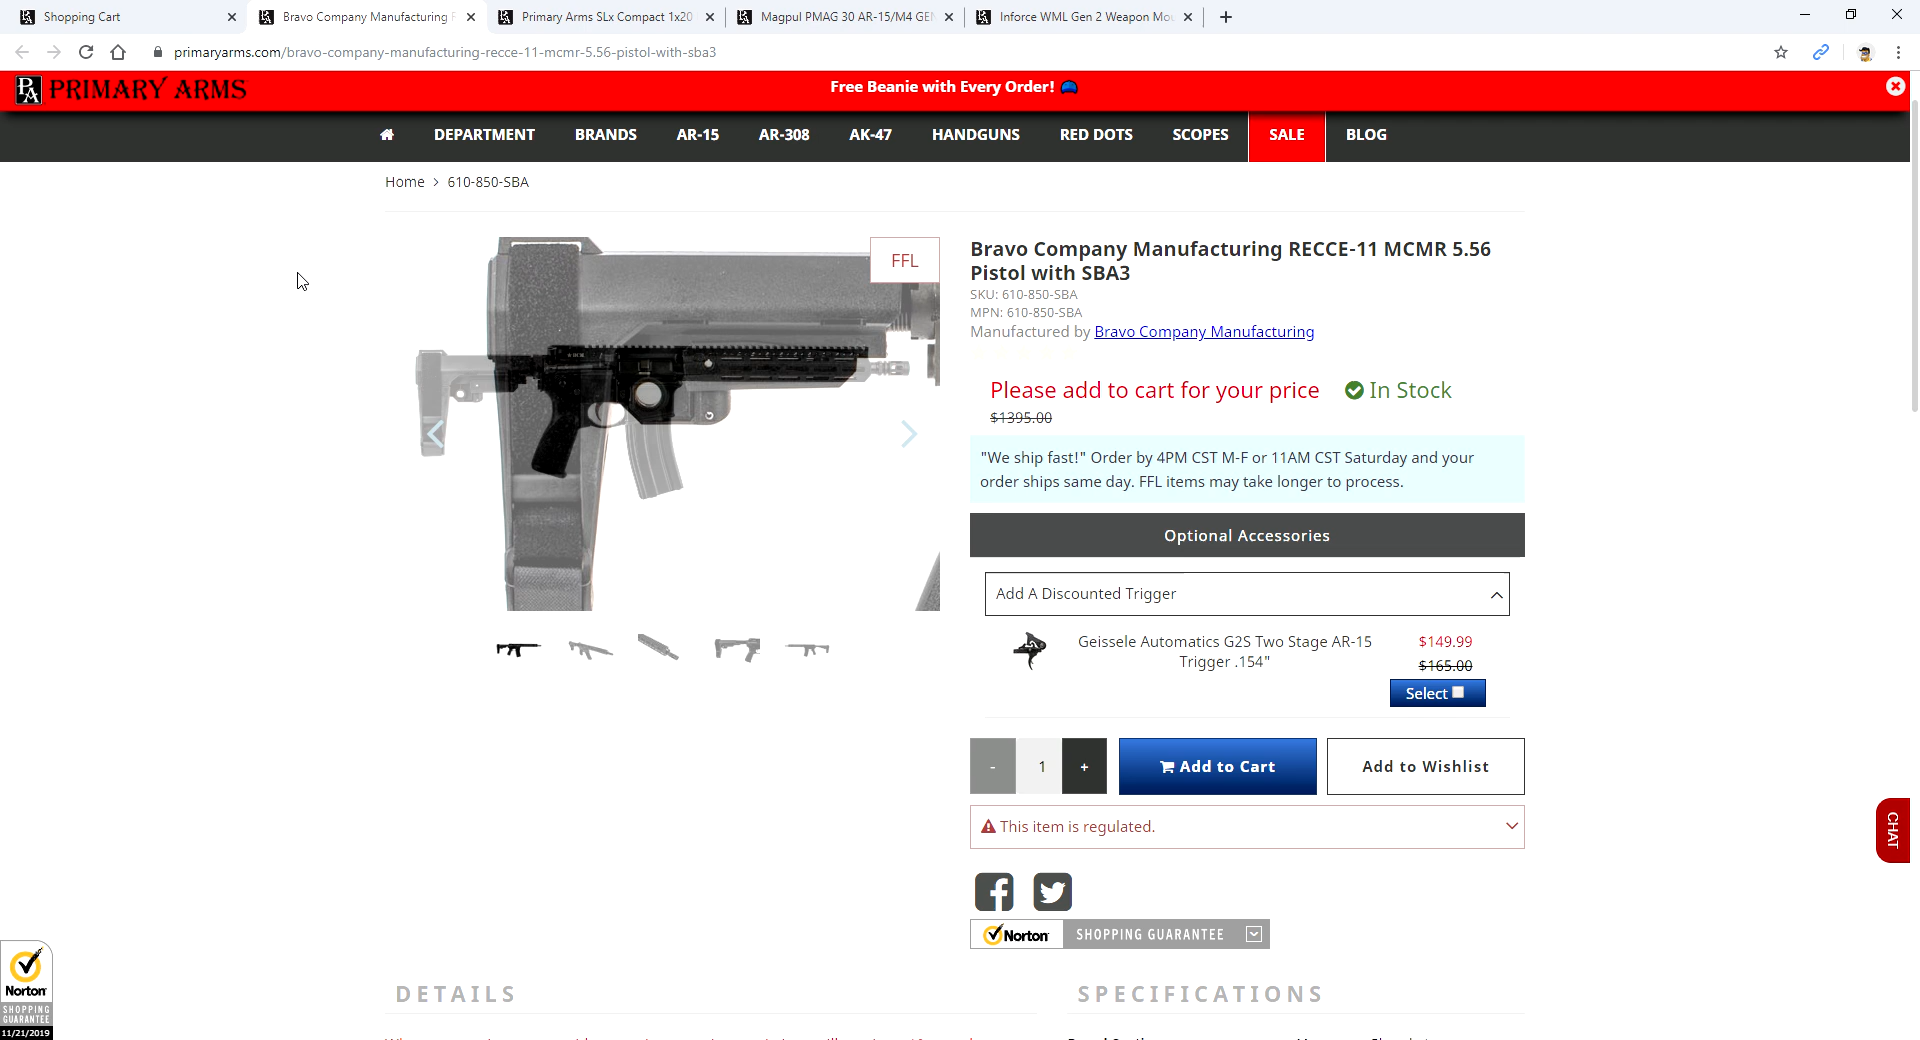 Shopping Cart
Bravo Company Manufacturing
Primary Arms SLx Compact 1x20
Magpul PMAG 30 AR-15/M4 GEN
Inforce WML Gen 2 Weapon Mou
primaryarms.com/bravo-company-manufacturing-recce-11-mcmr-5.56-pistol-with-sba3
PA PRIMARY ARMS
Free Beanie with Every Order!
DEPARTMENT BRANDS AR-15 AR-308 AK-47 HANDGUNS RED DOTS SCOPES SALE BLOG
Home > 610-850-SBA
FFL
Bravo Company Manufacturing RECCE-11 MCMR 5.56
Pistol with SBA3
SKU: 610-850-SBA
MPN: 610-850-SBA
Manufactured by Bravo Company Manufacturing
Please add to cart for your price In Stock
$1395.00
"We ship fast!" Order by 4PM CST M-F or 11AM CST Saturday and your
order ships same day. FFL items may take longer to process.
Optional Accessories
Add A Discounted Trigger
Geissele Automatics G2S Two Stage AR-15
Trigger .154"
$149.99
$165.00
Select
- 1 + Add to Cart Add to Wishlist
This item is regulated.
CHAT
Norton SHOPPING GUARANTEE
Norton
SHOPPING
GUARANTEE
11/21/2019
DETAILS SPECIFICATIONS